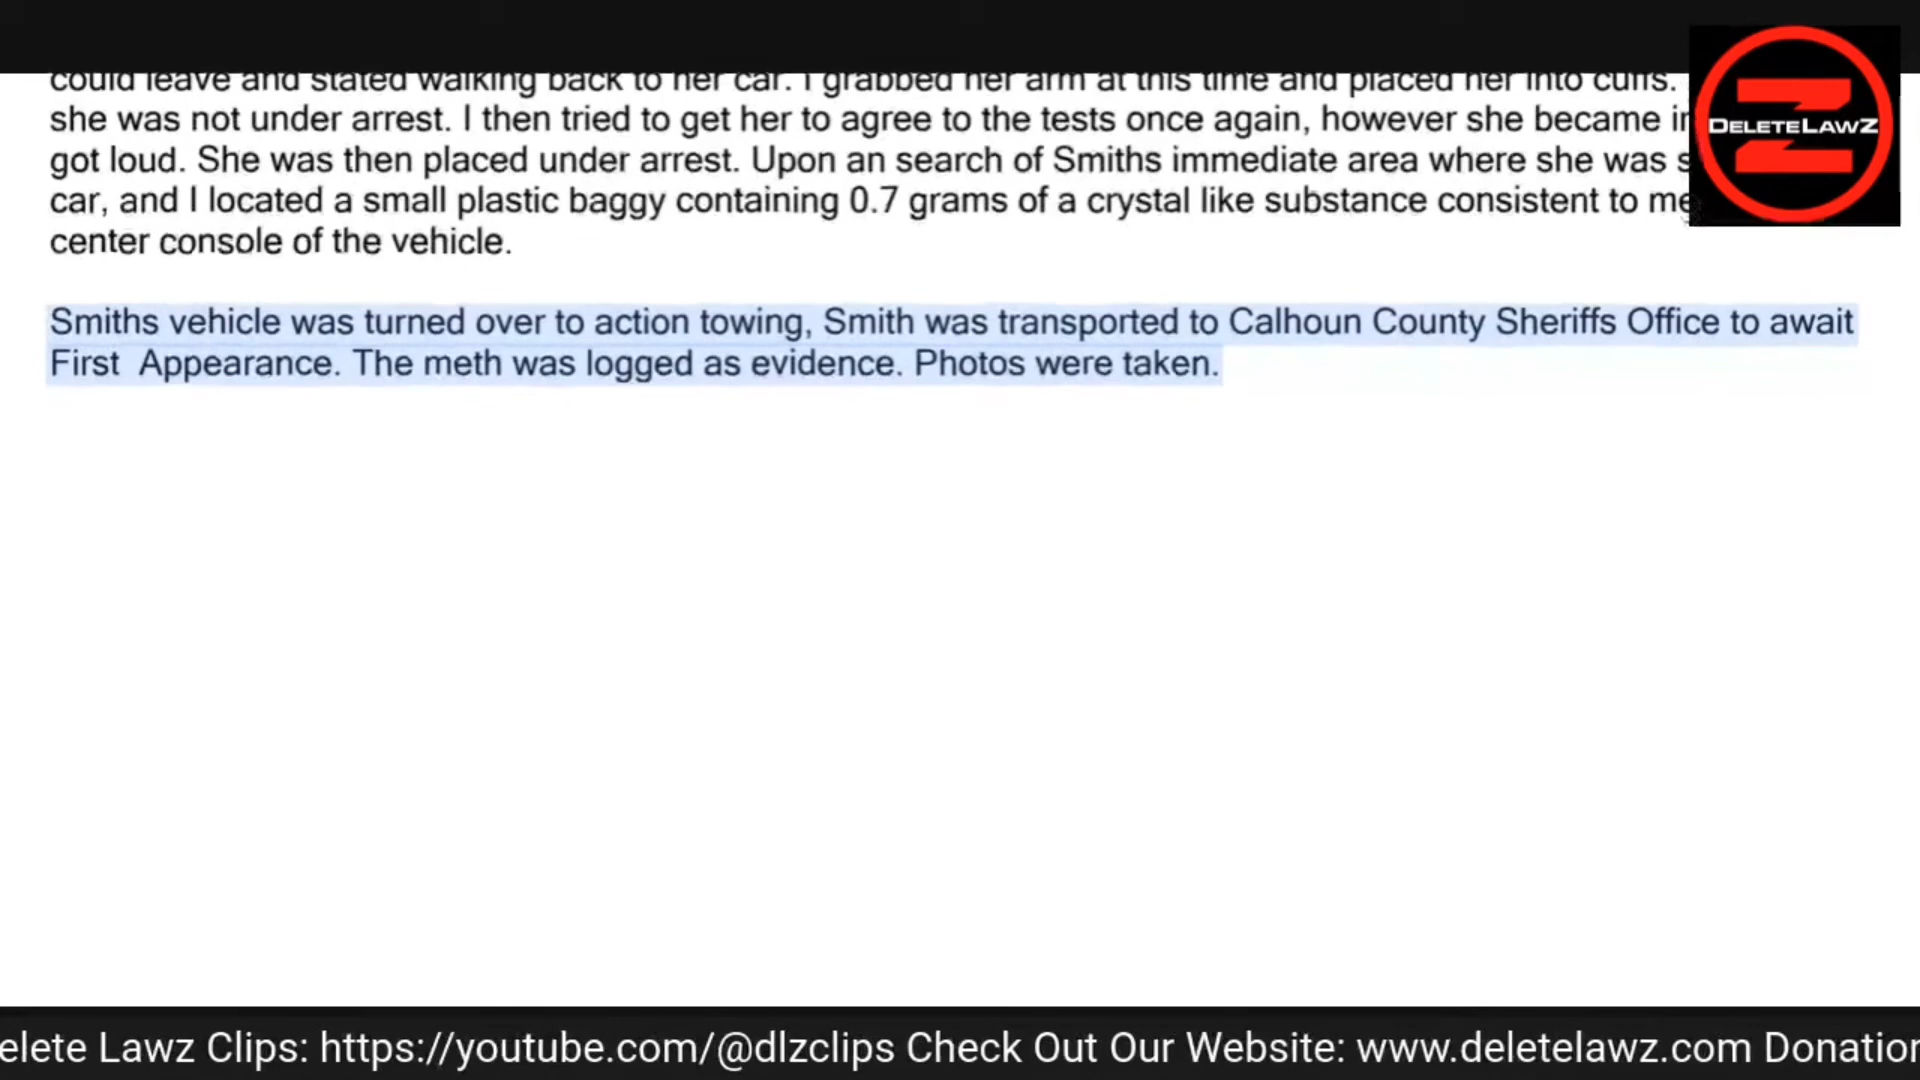 could leave and stated walking back to her car. I grabbed her arm at this time and placed her into cuffs.
she was not under arrest. I then tried to get her to agree to the tests once again, however she became
got loud. She was then placed under arrest. Upon an search of Smiths immediate area where she was
car, and I located a small plastic baggy containing 0.7 grams of a crystal like substance consistent to
center console of the vehicle.
Smiths vehicle was turned over to action towing, Smith was transported to Calhoun County Sheriffs Office to await
First Appearance. The meth was logged as evidence. Photos were taken.
DELETELAWZ
elete Lawz Clips: https://youtube.com/@dlzclips Check Out Our Website: www.deletelawz.com Donation